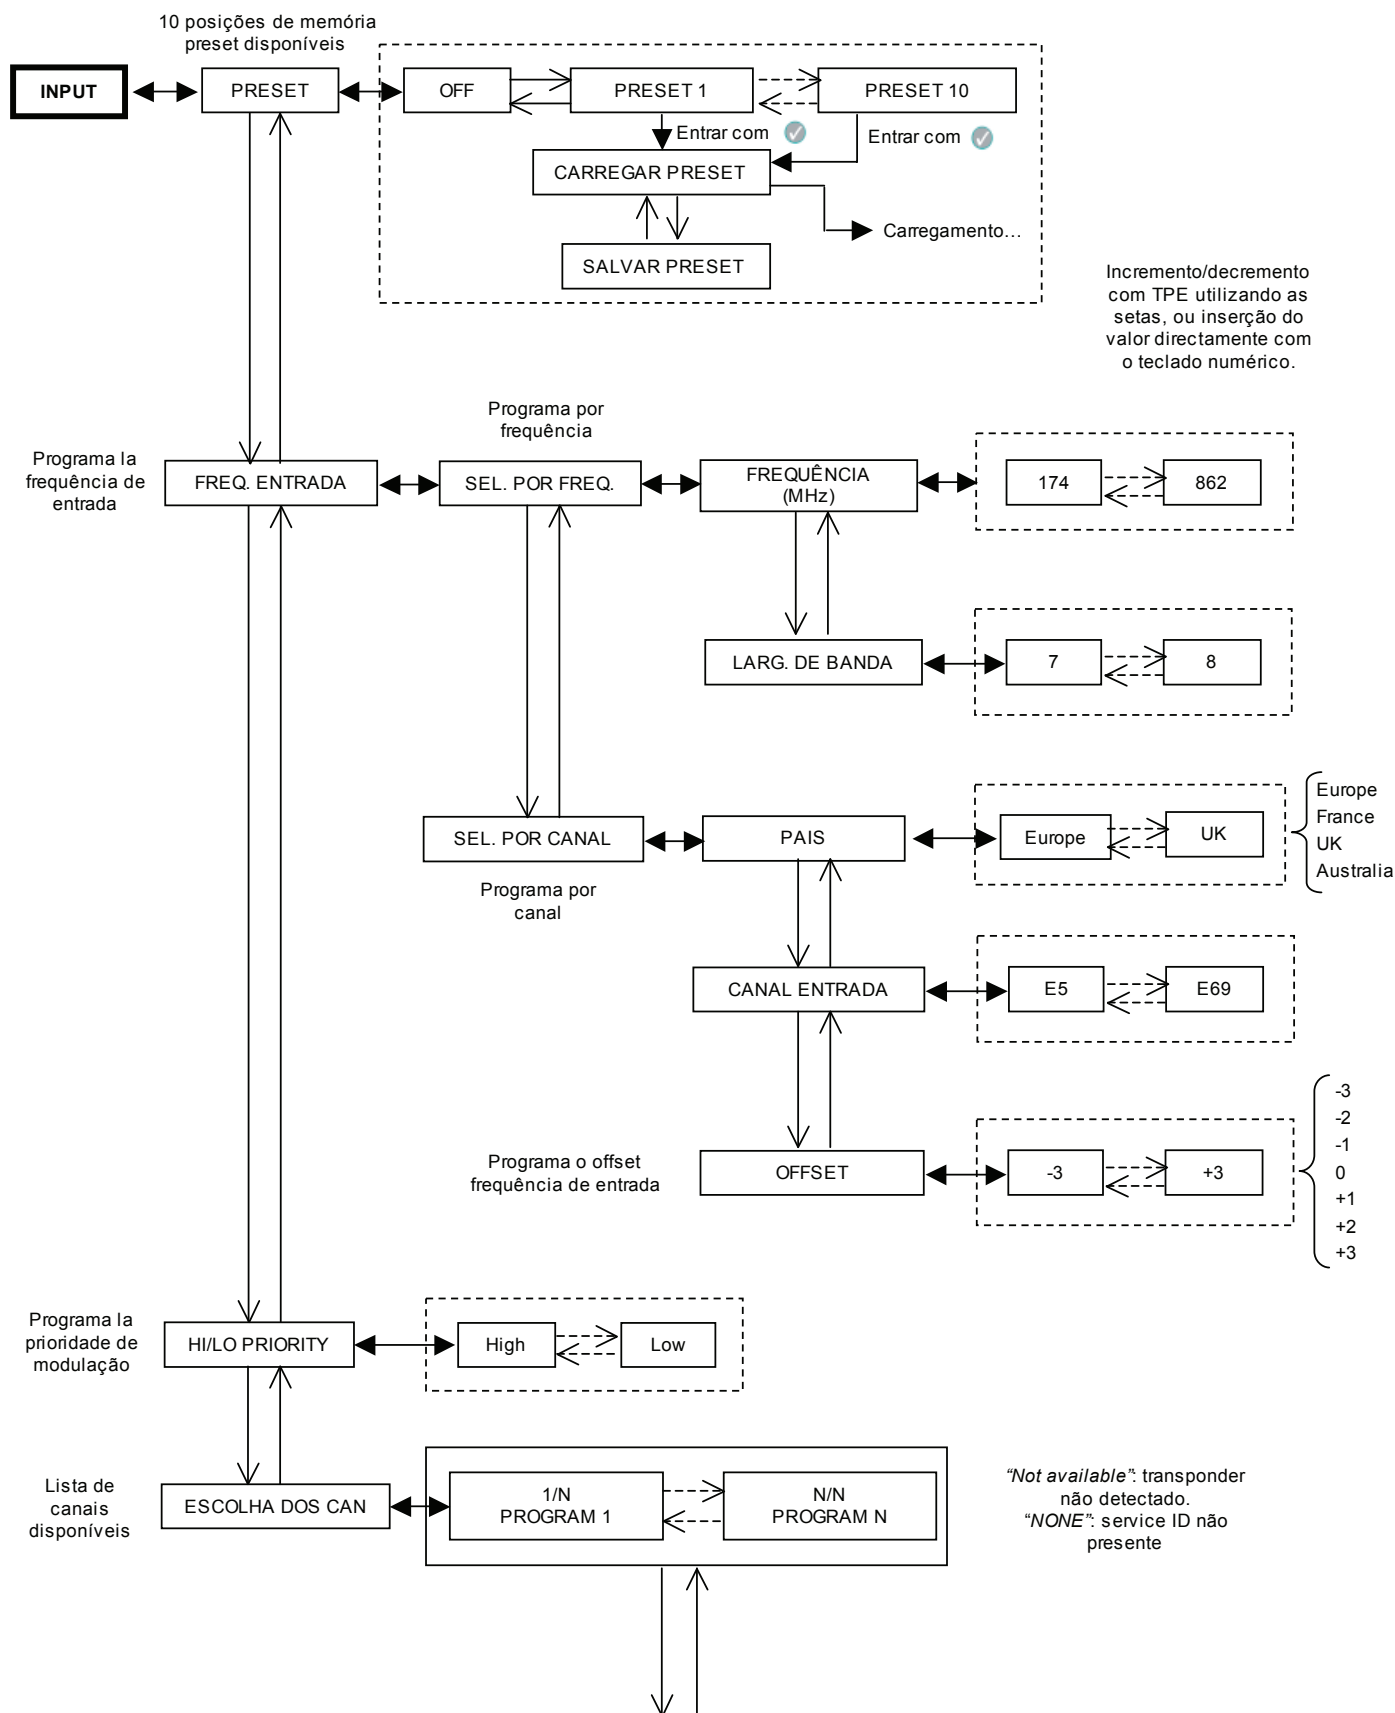 10 posições de memória
preset disponíveis
INPUT
PRESET
OFF
PRESET 1
PRESET 10
Entrar com
Entrar com
CARREGAR PRESET
Carregamento...
SALVAR PRESET
Incremento/decremento
com TPE utilizando as
setas, ou inserção do
valor directamente com
o teclado numérico.
Programa por
frequência
Programa la
frequência de
entrada
FREQ. ENTRADA
SEL. POR FREQ.
FREQUÊNCIA
(MHz)
174
862
LARG. DE BANDA
7
8
SEL. POR CANAL
PAIS
Europe
UK
Europe
France
UK
Australia
Programa por
canal
CANAL ENTRADA
E5
E69
Programa o offset
frequência de entrada
OFFSET
-3
+3
-3
-2
-1
0
+1
+2
+3
Programa la
prioridade de
modulação
HI/LO PRIORITY
High
Low
Lista de
canais
disponíveis
ESCOLHA DOS CAN
1/N
PROGRAM 1
N/N
PROGRAM N
“Not available”: transponder
não detectado.
“NONE”: service ID não
presente